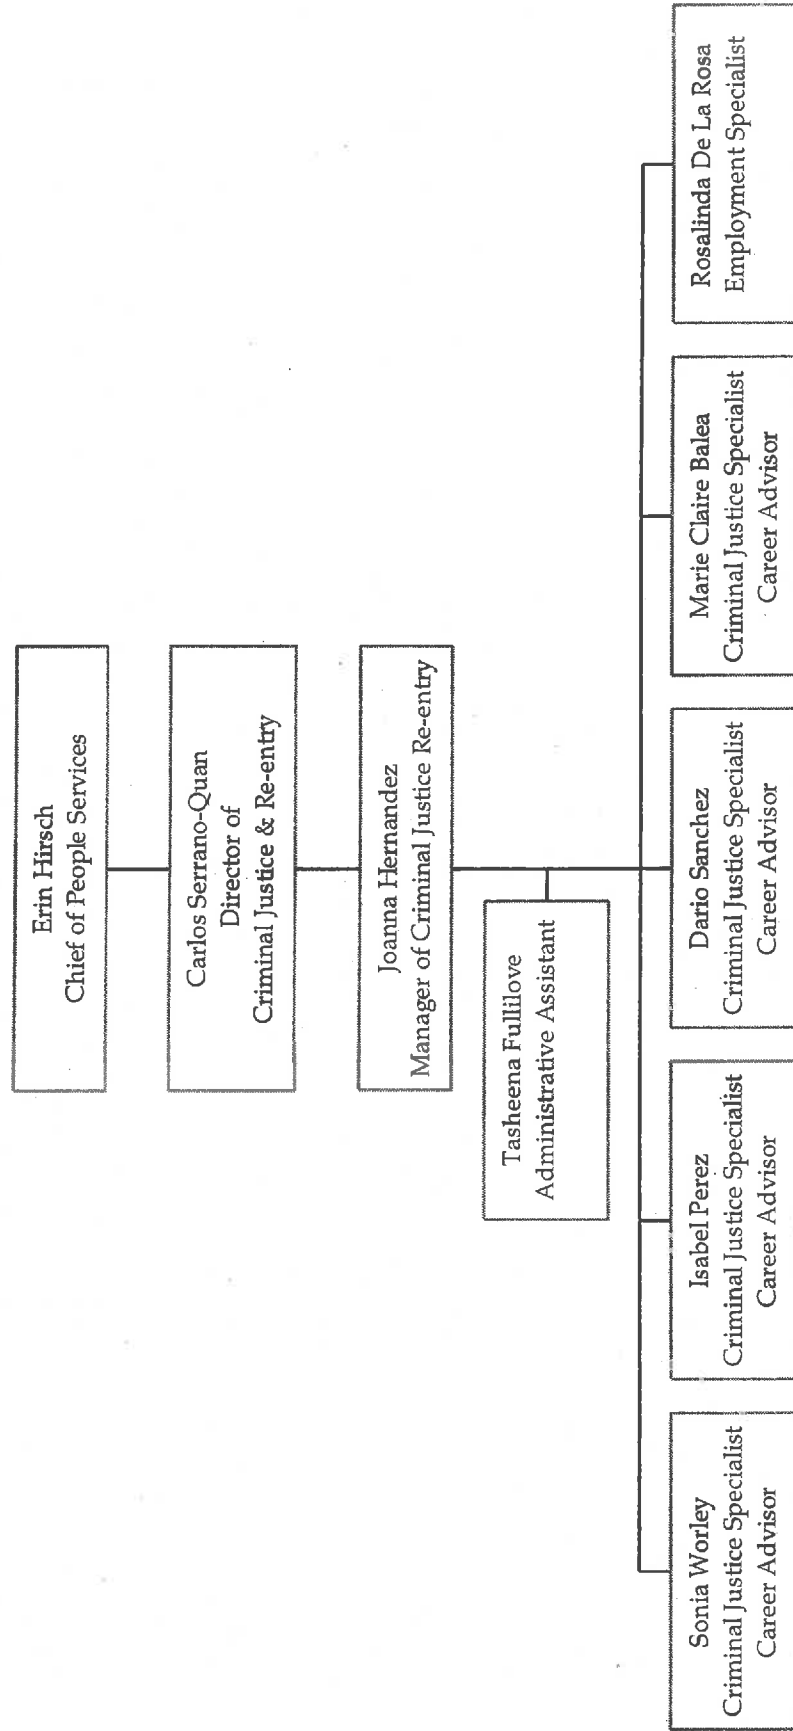 Erin Hirsch
Chief of People Services
Carlos Serrano-Quan
Director of
Criminal Justice & Re-entry
Joanna Hernandez
Manager of Criminal Justice Re-entry
Tasheena Fullilove
Administrative Assistant
Sonia Worley
Criminal Justice Specialist
Career Advisor
Isabel Perez
Criminal Justice Specialist
Career Advisor
Dario Sanchez
Criminal Justice Specialist
Career Advisor
Marie Claire Balea
Criminal Justice Specialist
Career Advisor
Rosalinda De La Rosa
Employment Specialist